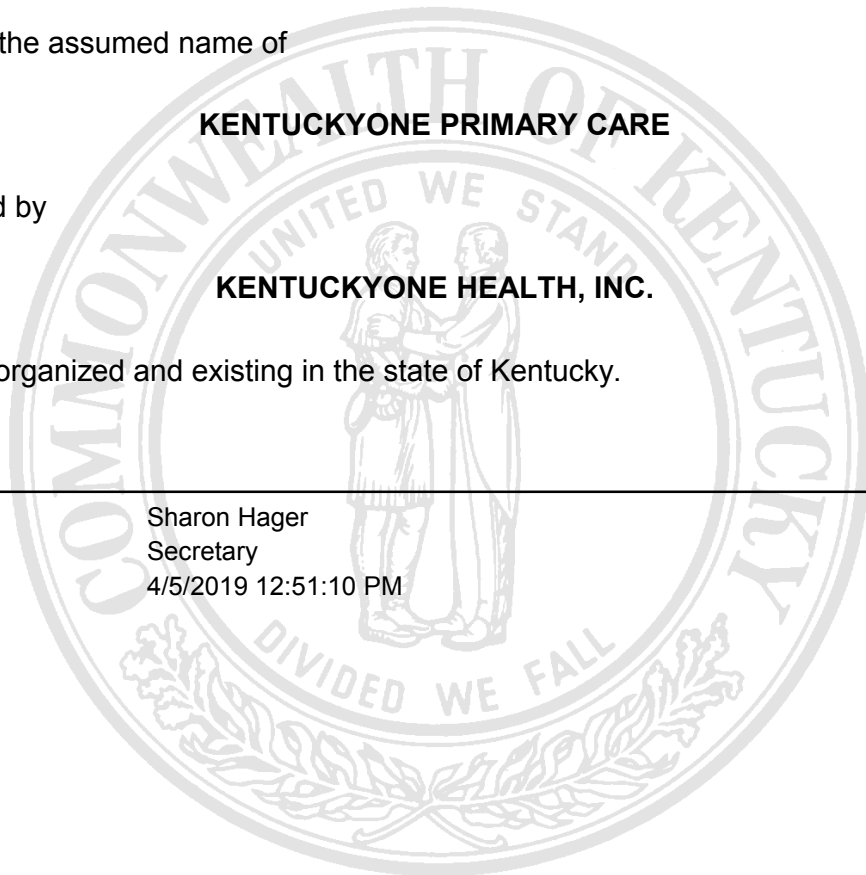 the assumed name of
KENTUCKYONE PRIMARY CARE
d by
KENTUCKYONE HEALTH, INC.
organized and existing in the state of Kentucky.
Sharon Hager
Secretary
4/5/2019 12:51:10 PM
COMMONWEALTH OF KENTUCKY
UNITED WE STAND
DIVIDED WE FALL